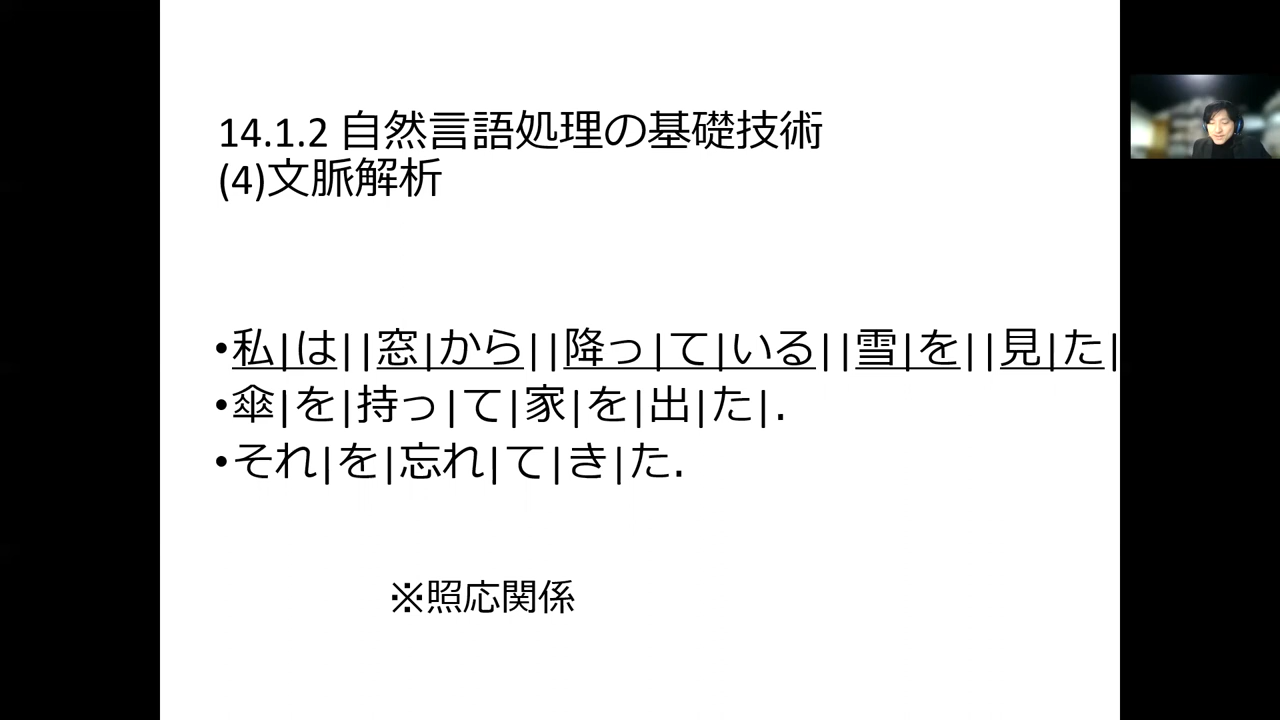 14.1.2 自然言語処理の基礎技術
(4)文脈解析
•私|は||窓|から||降っ|て|いる||雪|を||見|た|
•傘|を|持っ|て|家|を|出|た|.
•それ|を|忘れ|て|き|た.
※照応関係